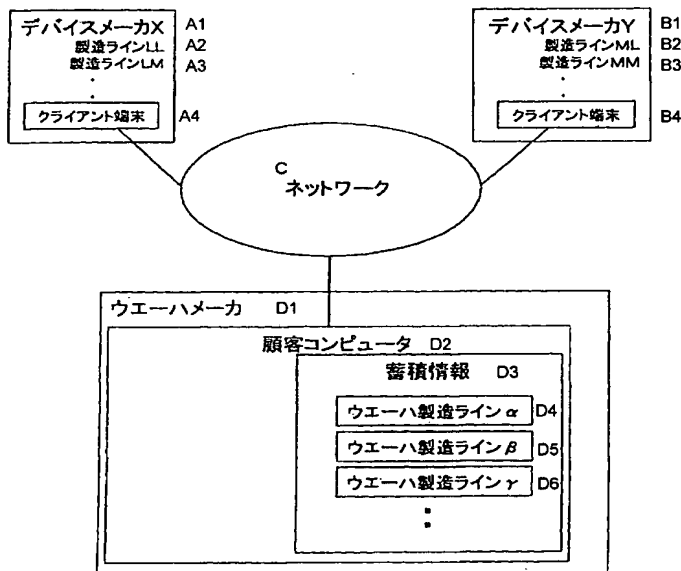 デバイスメーカX A1
製造ラインLL A2
製造ラインLM A3
クライアント端末 A4
デバイスメーカY B1
製造ラインML B2
製造ラインMM B3
クライアント端末 B4
C
ネットワーク
ウエーハメーカ D1
顧客コンピュータ D2
蓄積情報 D3
ウエーハ製造ラインα D4
ウエーハ製造ラインβ D5
ウエーハ製造ラインγ D6